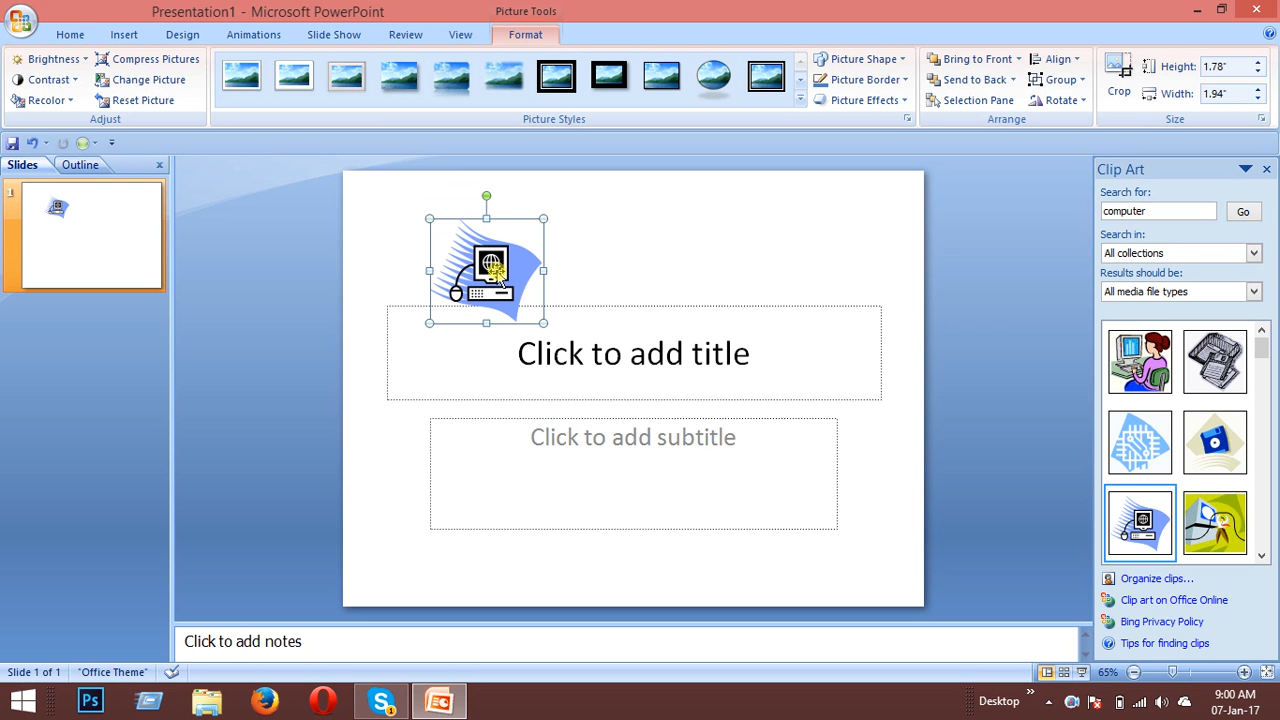 Presentation1 - Microsoft PowerPoint
Picture Tools
Home Insert Design Animations Slide Show Review View Format
Brightness Compress Pictures Picture Shape Bring to Front Align Height: 1.78"
Contrast Change Picture Picture Border Send to Back Group Crop Width: 1.94"
Recolor Reset Picture Picture Effects Selection Pane Rotate
Adjust Picture Styles Arrange Size
Slides Outline
1
Click to add title
Click to add subtitle
Click to add notes
Clip Art
Search for:
computer Go
Search in:
All collections
Results should be:
All media file types
Organize clips...
Clip art on Office Online
Bing Privacy Policy
Tips for finding clips
Slide 1 of 1 "Office Theme" 65%
Ps
S 1
Desktop
9:00 AM
07-Jan-17